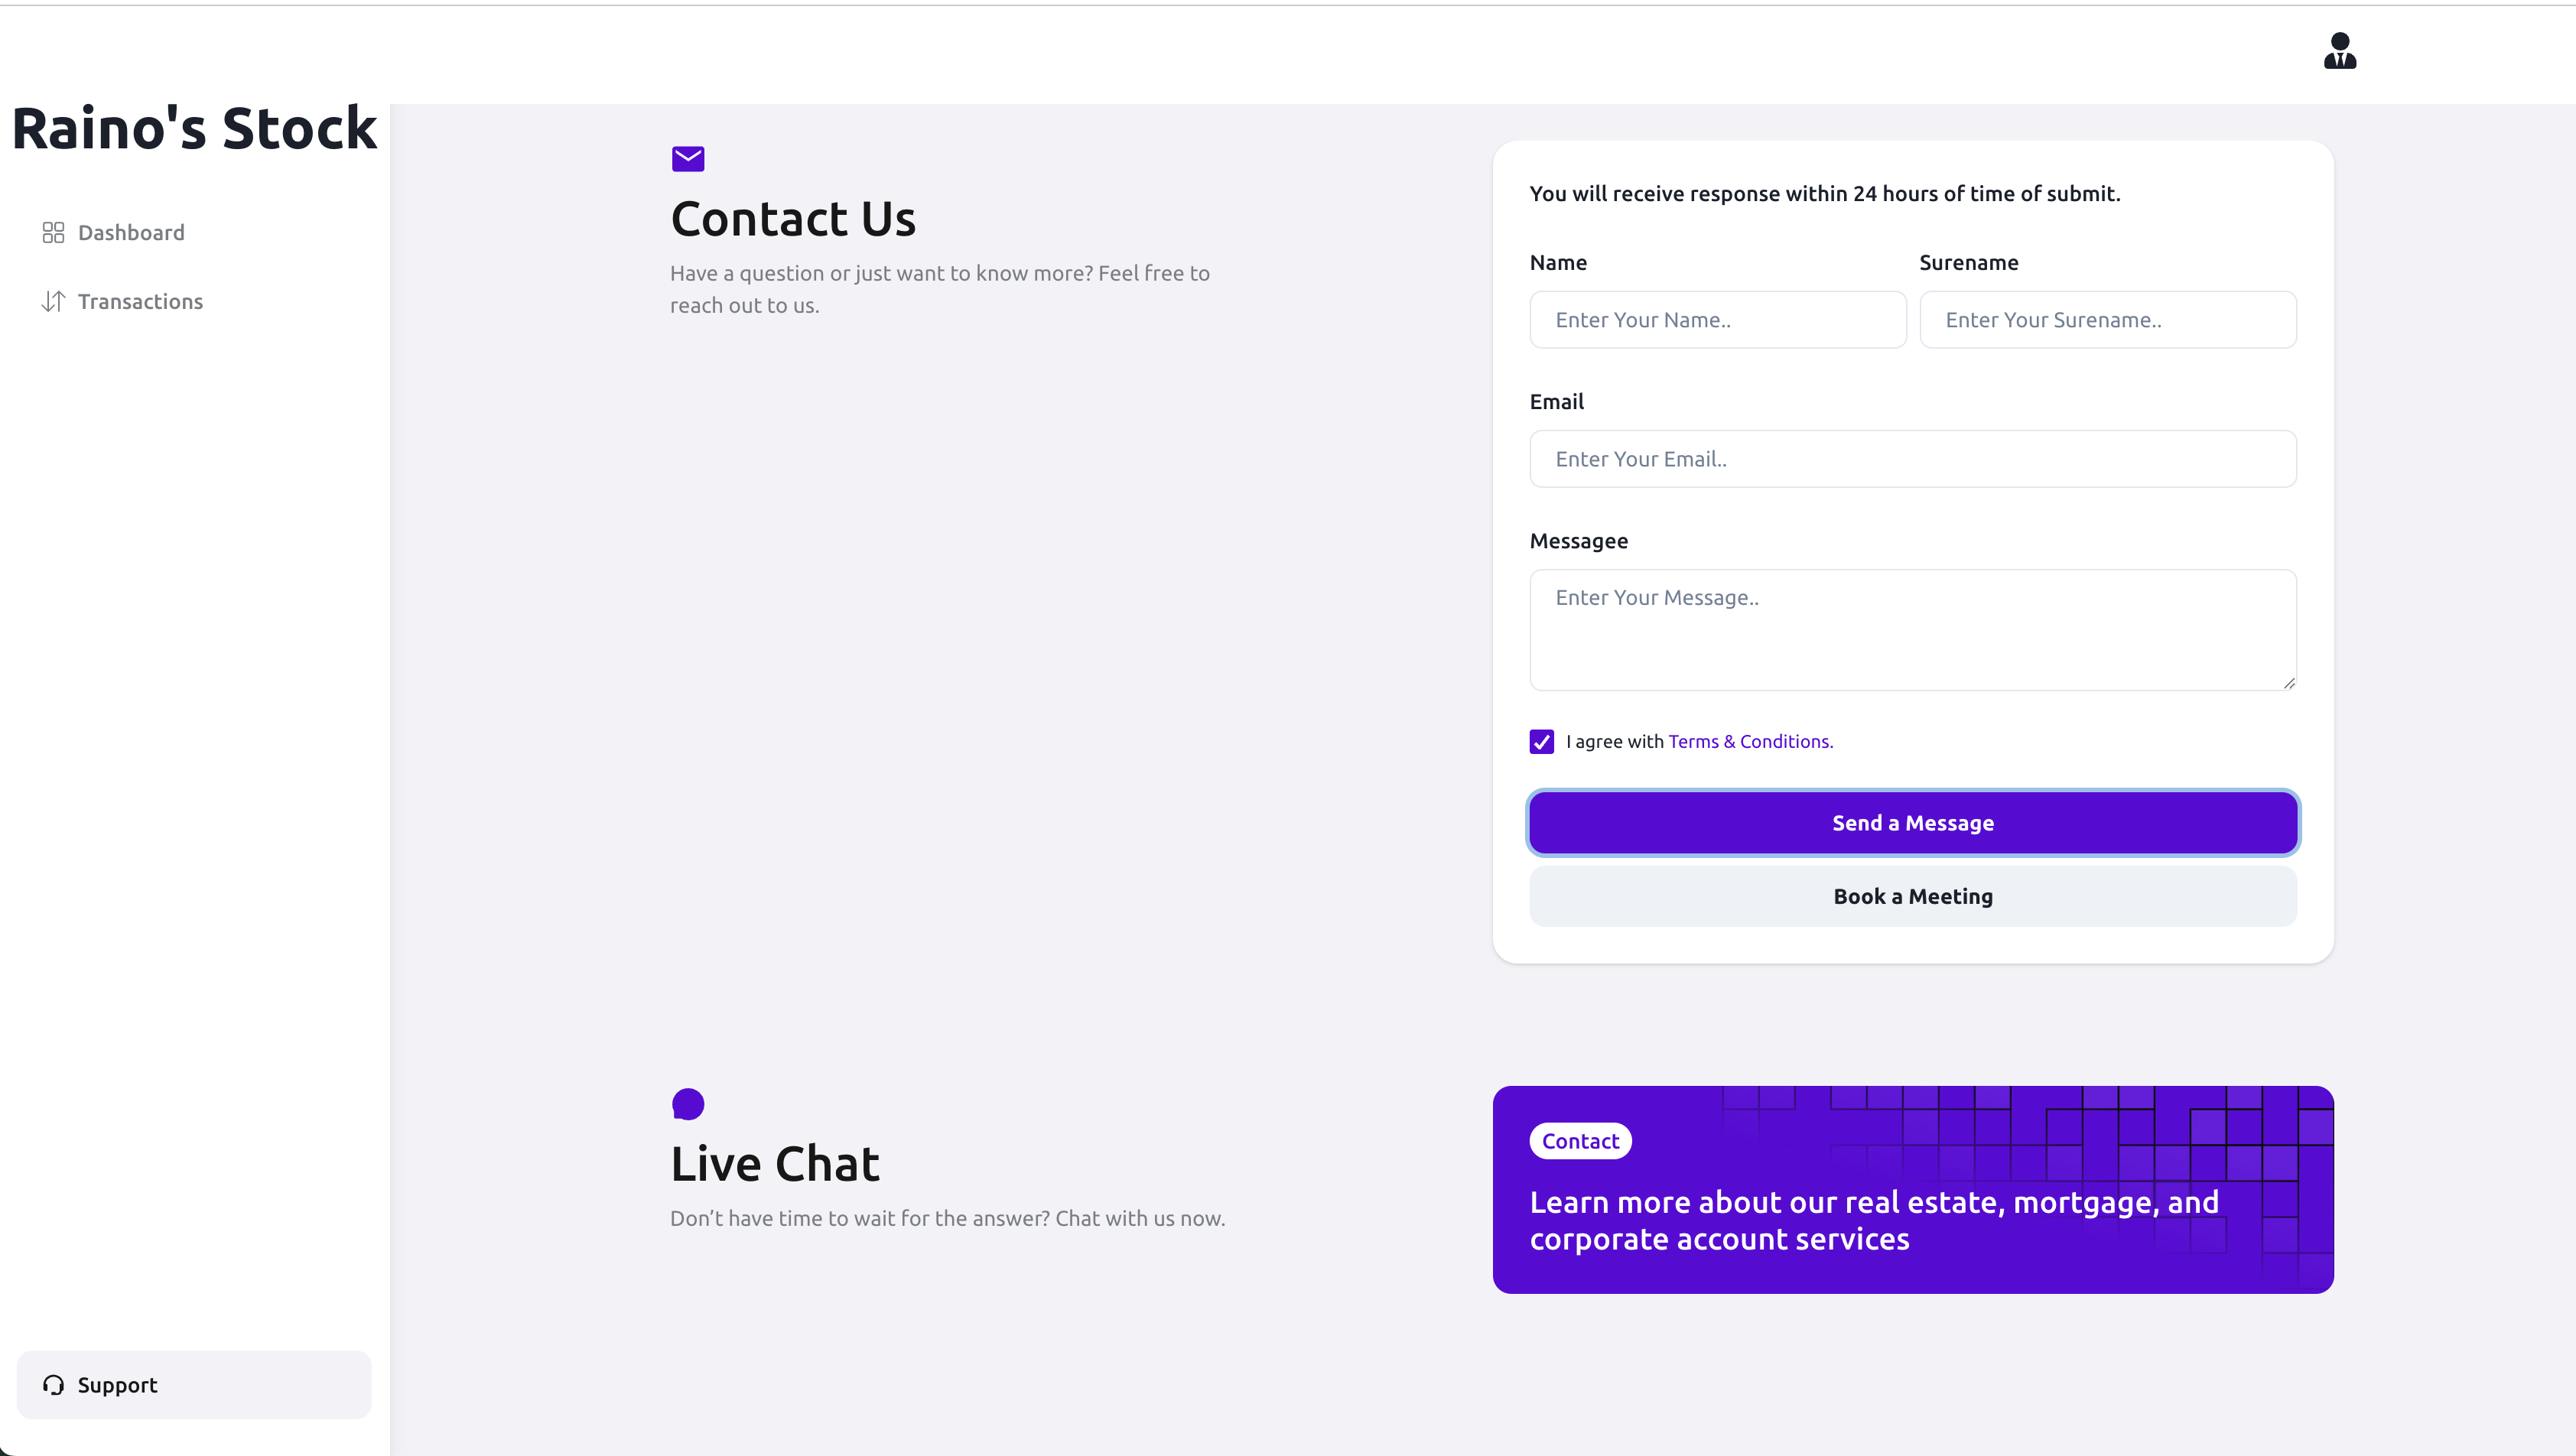 Raino's Stock
Dashboard
Transactions
Support
Contact Us
Have a question or just want to know more? Feel free to
reach out to us.
You will receive response within 24 hours of time of submit.
Name
Surename
Enter Your Name..
Enter Your Surename..
Email
Enter Your Email..
Messagee
Enter Your Message..
I agree with Terms & Conditions.
Send a Message
Book a Meeting
Live Chat
Don’t have time to wait for the answer? Chat with us now.
Contact
Learn more about our real estate, mortgage, and
corporate account services